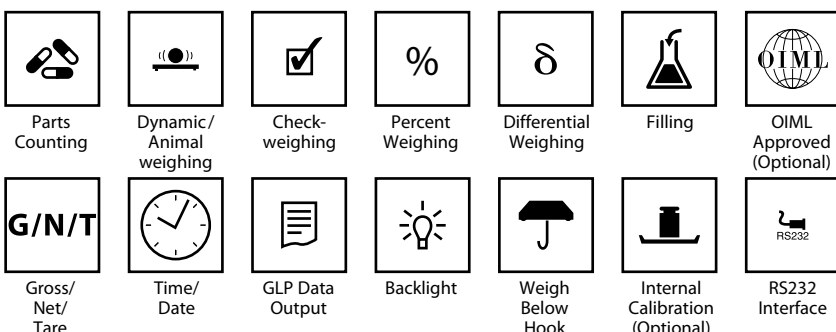 %
δ
OIML
Parts
Counting
Dynamic/
Animal
weighing
Check-
weighing
Percent
Weighing
Differential
Weighing
Filling
OIML
Approved
(Optional)
G/N/T
RS232
Gross/
Net/
Tare
Time/
Date
GLP Data
Output
Backlight
Weigh
Below
Hook
Internal
Calibration
(Optional)
RS232
Interface